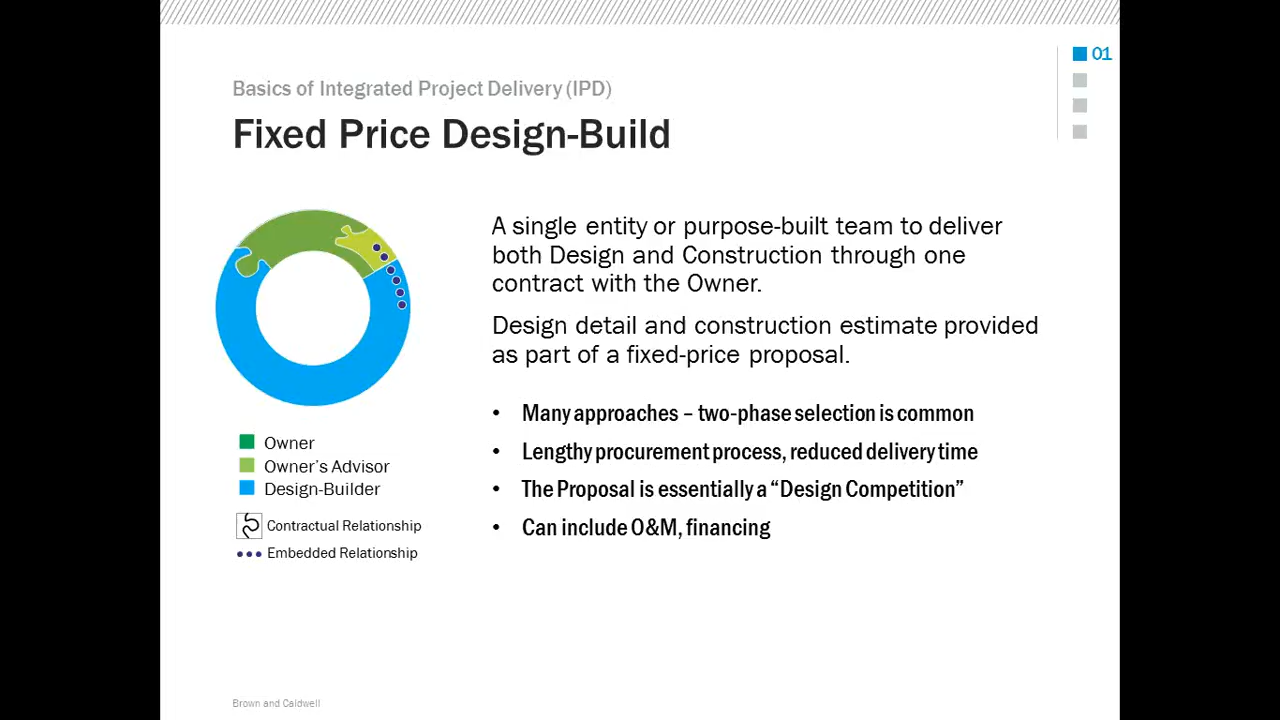 01
Basics of Integrated Project Delivery (IPD)
Fixed Price Design-Build
A single entity or purpose-built team to deliver
both Design and Construction through one
contract with the Owner.
Design detail and construction estimate provided
as part of a fixed-price proposal.
• Many approaches – two-phase selection is common
• Lengthy procurement process, reduced delivery time
• The Proposal is essentially a “Design Competition”
• Can include O&M, financing
Owner
Owner’s Advisor
Design-Builder
Contractual Relationship
Embedded Relationship
Brown and Caldwell